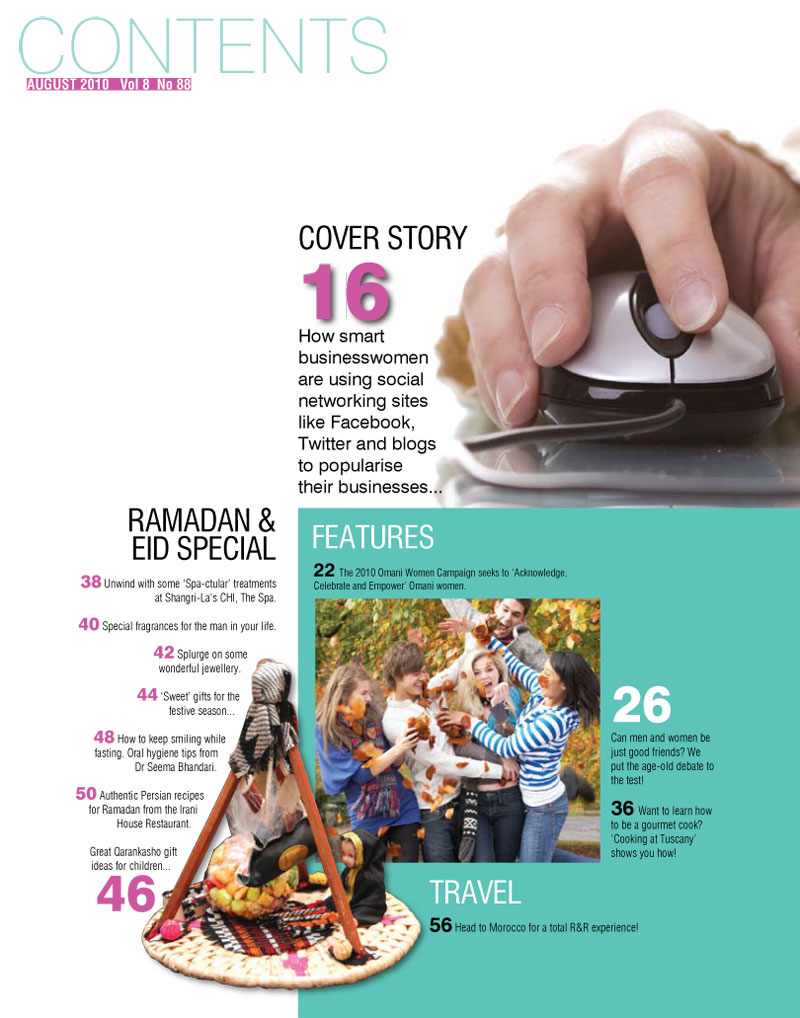 CONTENTS
AUGUST 2010 Vol 8 No 88
COVER STORY
16
How smart
businesswomen
are using social
networking sites
like Facebook,
Twitter and blogs
to popularise
their businesses...
RAMADAN &
EID SPECIAL
38 Unwind with some ‘Spa-ctular’ treatments
at Shangri-La’s CHI, The Spa.
40 Special fragrances for the man in your life.
42 Splurge on some
wonderful jewellery.
44 ‘Sweet’ gifts for the
festive season...
48 How to keep smiling while
fasting. Oral hygiene tips from
Dr Seema Bhandari.
50 Authentic Persian recipes
for Ramadan from the Irani
House Restaurant.
Great Qarankasho gift
ideas for children...
46
FEATURES
22 The 2010 Omani Women Campaign seeks to ‘Acknowledge,
Celebrate and Empower’ Omani women.
26
Can men and women be
just good friends? We
put the age-old debate to
the test!
36 Want to learn how
to be a gourmet cook?
‘Cooking at Tuscany’
shows you how!
TRAVEL
56 Head to Morocco for a total R&R experience!